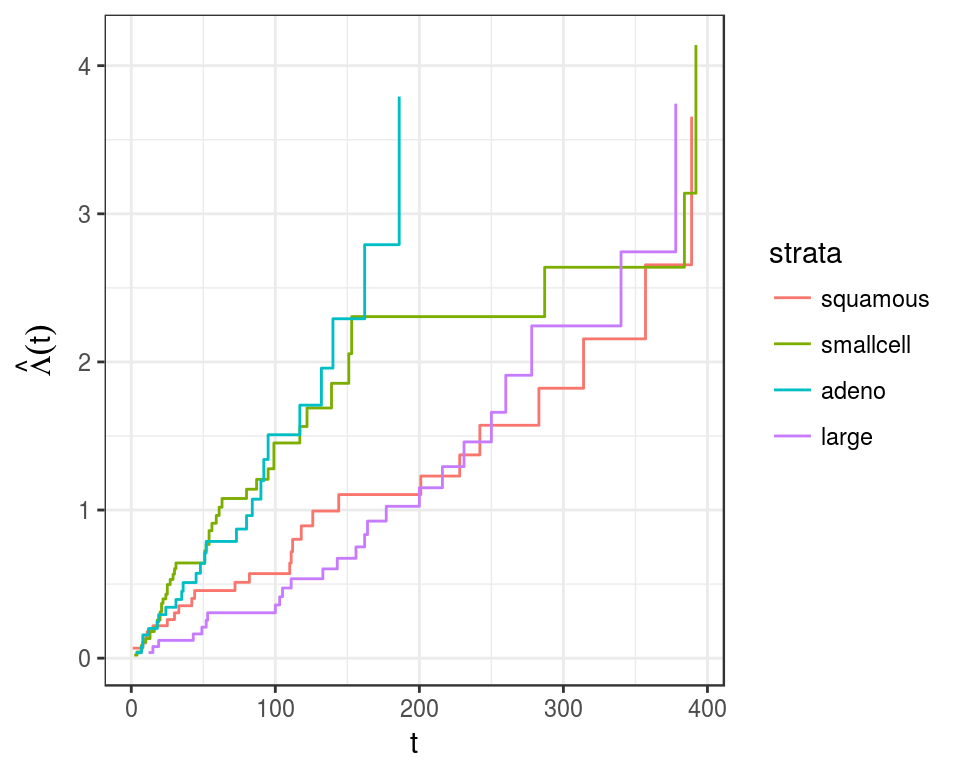 4
3
2
1
0
Λ̂(t)
0 100 200 300 400
t
strata
squamous
smallcell
adeno
large